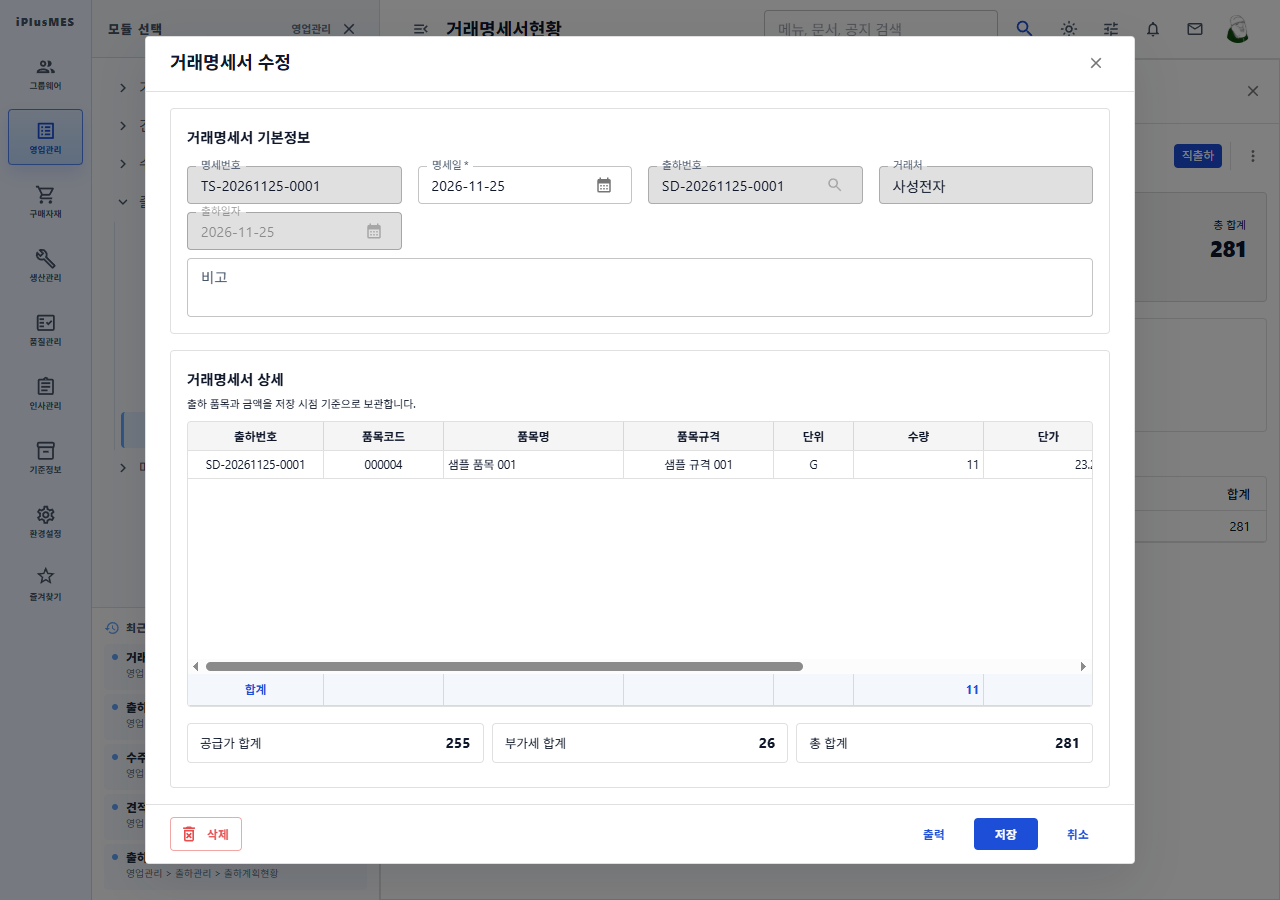 iPlusMES
모듈 선택
영업관리
거래명세서현황
메뉴, 문서, 공지 검색
그룹웨어
영업관리
구매자재
생산관리
품질관리
인사관리
기준정보
환경설정
즐겨찾기
직출하
총 합계
281
합계
281
최근
영업관리 > 출하관리 > 출하계획현황
거래명세서 수정
거래명세서 기본정보
명세번호
TS-20261125-0001
명세일 *
2026-11-25
출하번호
SD-20261125-0001
거래처
사성전자
출하일자
2026-11-25
비고
거래명세서 상세
출하 품목과 금액을 저장 시점 기준으로 보관합니다.
출하번호 품목코드 품목명 품목규격 단위 수량 단가
SD-20261125-0001 000004 샘플 품목 001 샘플 규격 001 G 11
합계 11
공급가 합계 255
부가세 합계 26
총 합계 281
삭제
출력
저장
취소